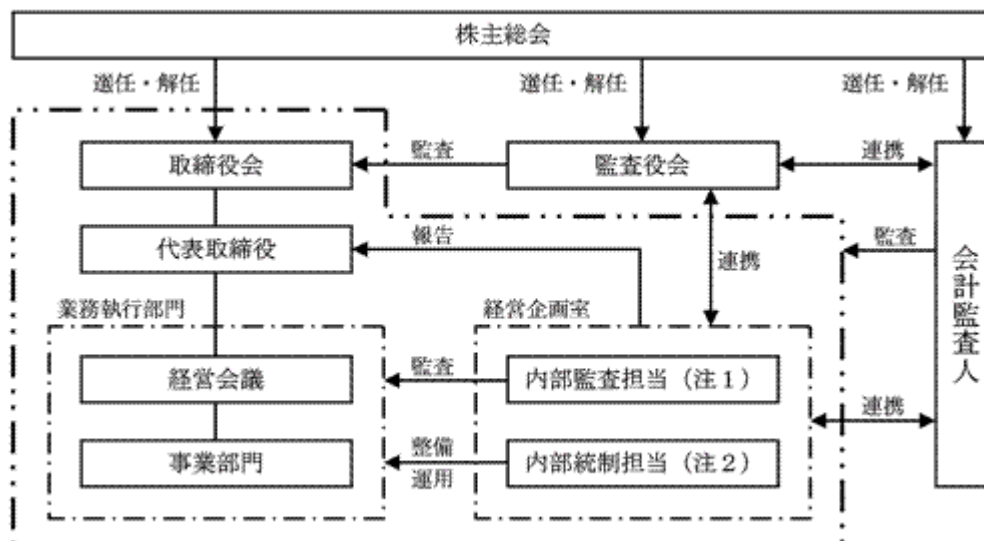 株主総会
選任・解任
選任・解任
選任・解任
取締役会
監査
監査役会
連携
代表取締役
報告
連携
監査
会計監査人
業務執行部門
経営企画室
経営会議
監査
内部監査担当（注1）
連携
事業部門
整備
運用
内部統制担当（注2）